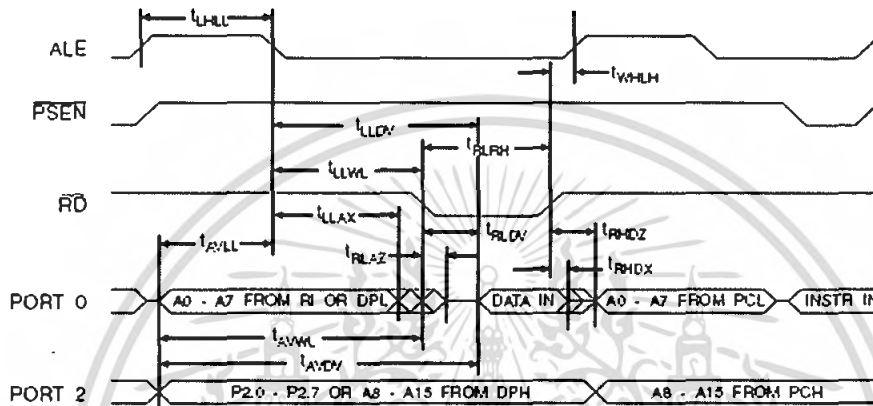 tLHLL
ALE
tWHLH
PSEN
tLLDV
tRLRH
tLLWL
RD
tLLAX
tRLDV
tRHDZ
tAVLL
tRLAZ
tRHDX
PORT 0
A0 - A7 FROM RI OR DPL
DATA IN
A0 - A7 FROM PCL
INSTR IN
tAVWL
tAVDV
PORT 2
P2.0 - P2.7 OR A8 - A15 FROM DPH
A8 - A15 FROM PCH